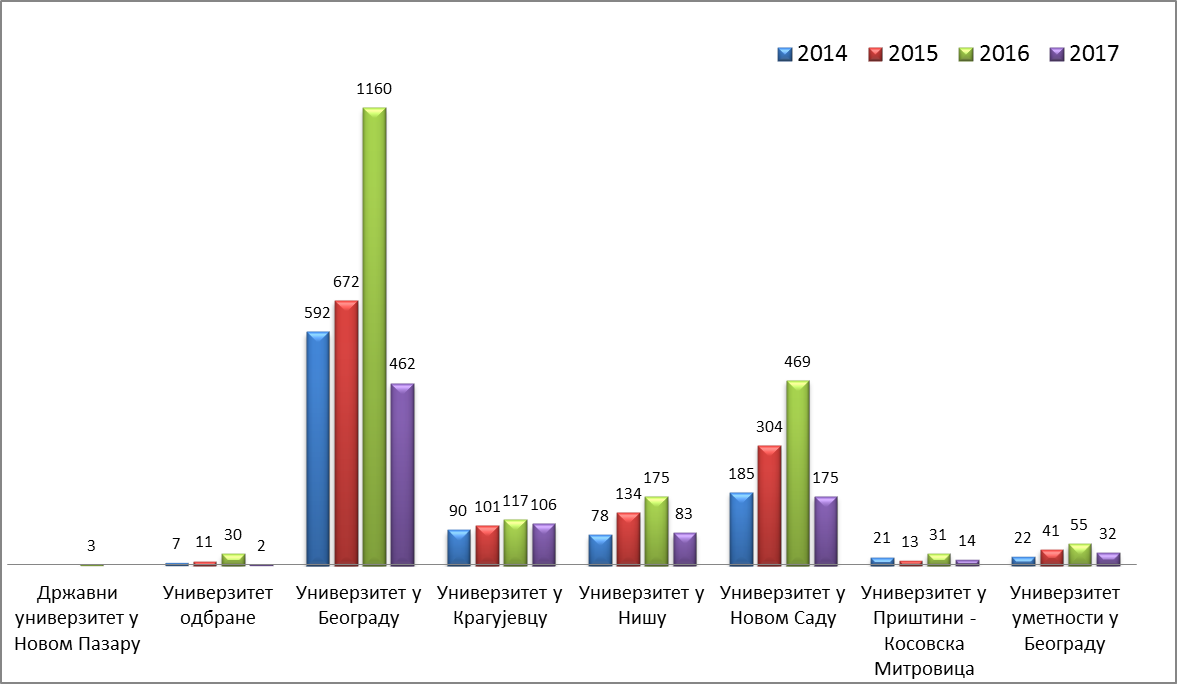 2014 2015 2016 2017
1160
672
592
462
469
304
185
175
175
134
78
83
90
101
117
106
3
7
11
30
2
21
13
31
14
22
41
55
32
Државни
универзитет у
Новом Пазару
Универзитет
одбране
Универзитет у
Београду
Универзитет у
Крагујевцу
Универзитет у
Нишу
Универзитет у
Новом Саду
Универзитет у
Приштини -
Косовска
Митровица
Универзитет
уметности у
Београду